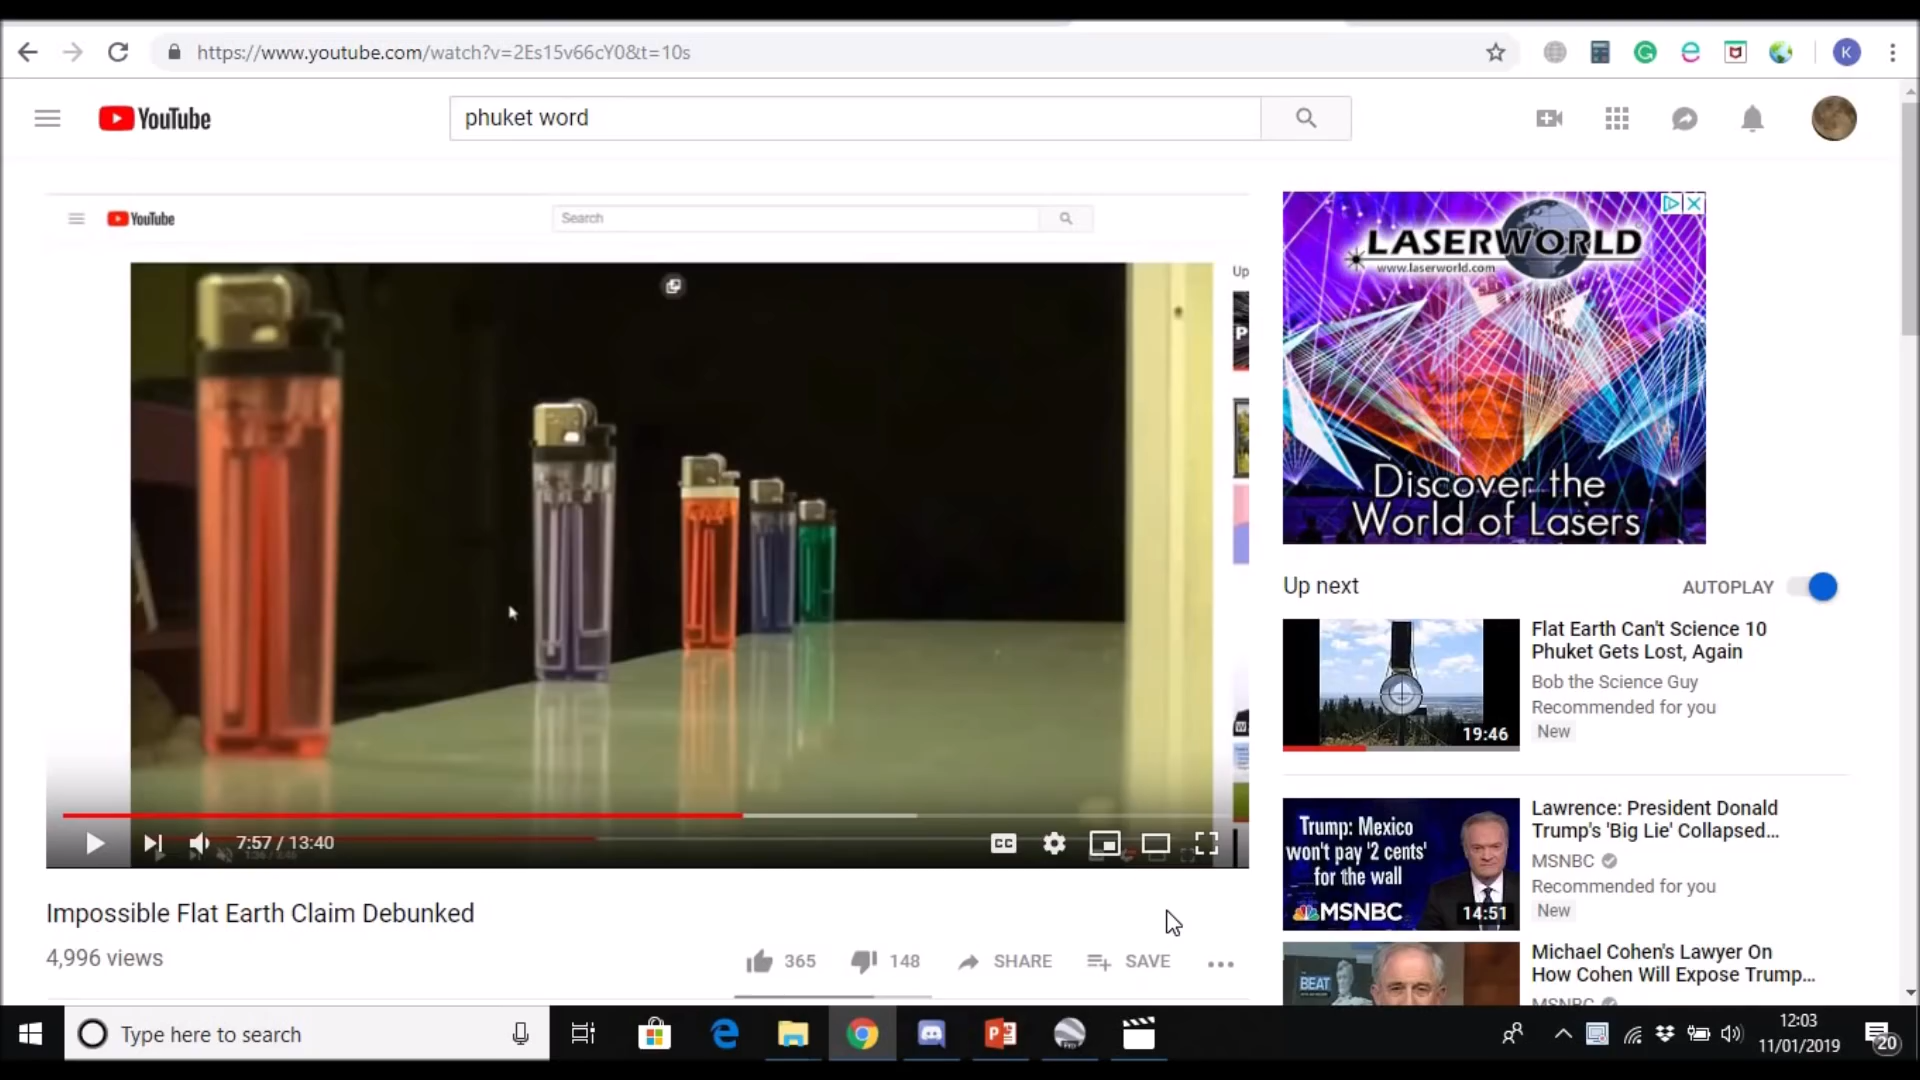 https://www.youtube.com/watch?v=2Es15v66cY0&t=10s
K
YouTube
phuket word
YouTube
Search
Up
7:57 / 13:40
CC
Impossible Flat Earth Claim Debunked
4,996 views
365
148
SHARE
SAVE
LASERWORLD
www.laserworld.com
Discover the
World of Lasers
Up next
AUTOPLAY
19:46
Flat Earth Can't Science 10
Phuket Gets Lost, Again
Bob the Science Guy
Recommended for you
New
Trump: Mexico
won't pay '2 cents'
for the wall
MSNBC
14:51
Lawrence: President Donald
Trump's 'Big Lie' Collapsed...
MSNBC
Recommended for you
New
BEAT
Michael Cohen's Lawyer On
How Cohen Will Expose Trump...
MSNBC
Type here to search
12:03
11/01/2019
20